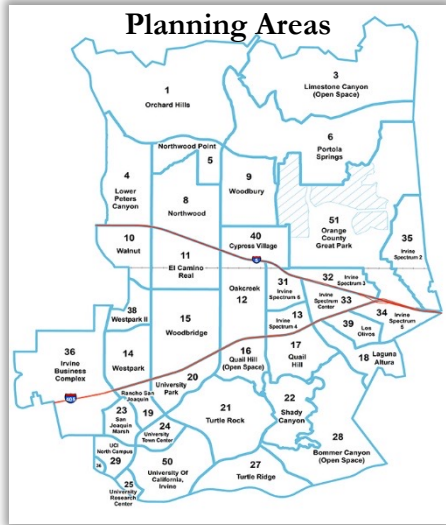 Planning Areas
1
Orchard Hills
3
Limestone Canyon
(Open Space)
6
Portola
Springs
Northwood Point
5
4
Lower
Peters
Canyon
8
Northwood
9
Woodbury
51
Orange
County
Great Park
35
Irvine
Spectrum 2
10
Walnut
40
Cypress Village
5
11
El Camino
Real
32
Irvine
Spectrum 3
31
Irvine
Spectrum 6
Irvine
Spectrum
Center
33
Oakcreek
12
13
Irvine
Spectrum 4
34
Irvine
Spectrum
5
39
Los
Olivos
38
Westpark II
15
Woodbridge
36
Irvine
Business
Complex
14
Westpark
16
Quail Hill
(Open Space)
17
Quail
Hill
18
Laguna
Altura
20
University
Park
Rancho San
Joaquin
19
405
23
San
Joaquin
Marsh
24
University
Town Center
21
Turtle Rock
22
Shady
Canyon
28
Bommer Canyon
(Open Space)
UCI
North Campus
29
25
University
Research
Center
50
University Of
California,
Irvine
27
Turtle Ridge